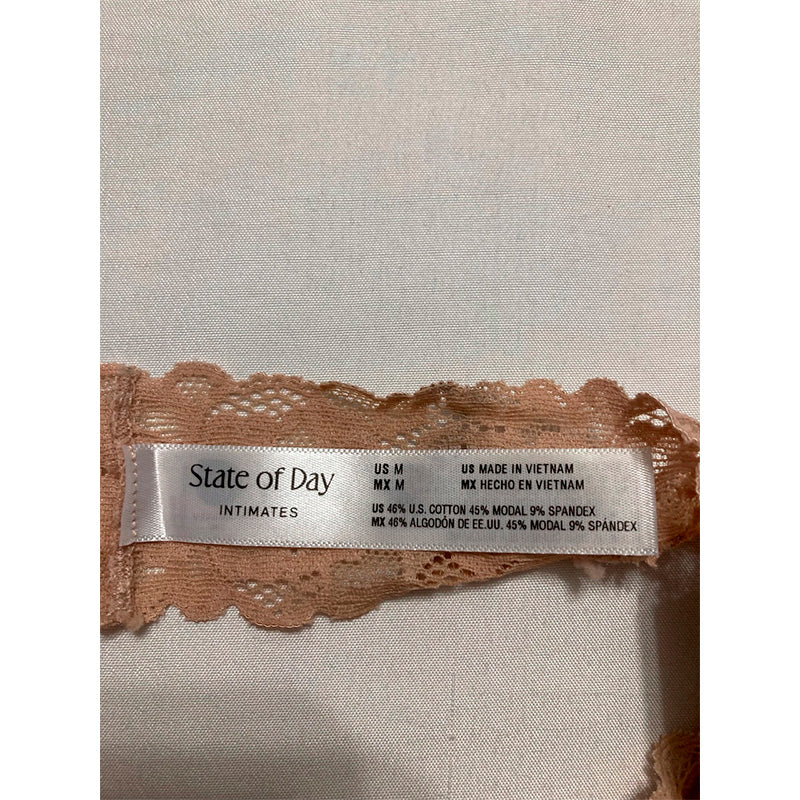 State of Day
INTIMATES
US M
MX M
US MADE IN VIETNAM
MX HECHO EN VIETNAM
US 46% U.S. COTTON 45% MODAL 9% SPANDEX
MX 46% ALGODÓN DE EE.UU. 45% MODAL 9% SPÁNDEX